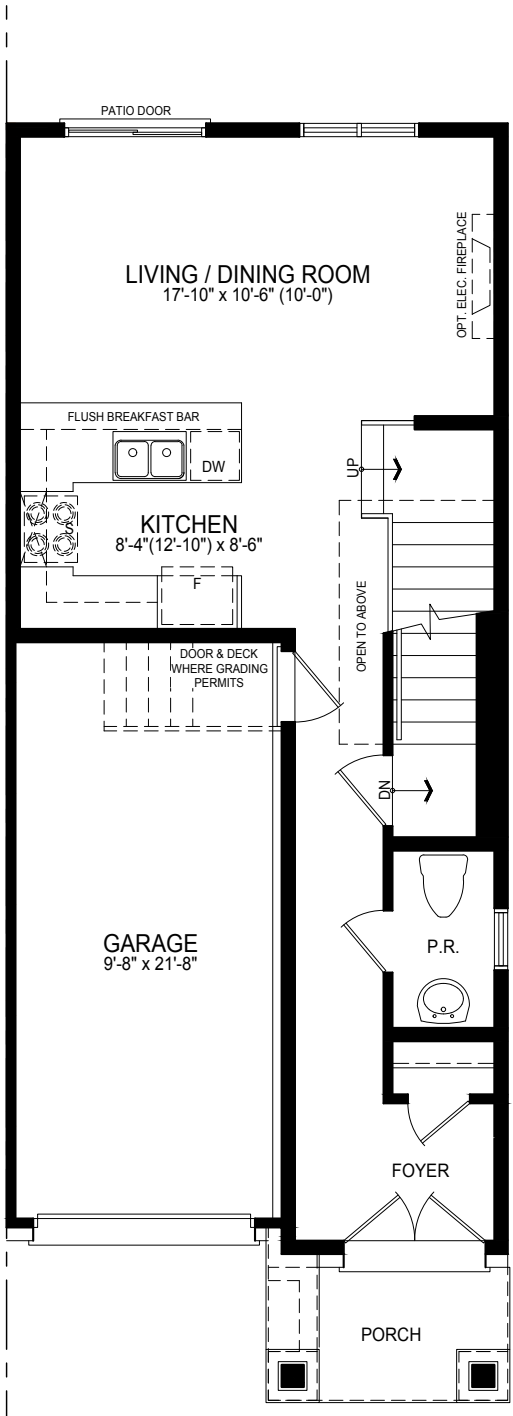 PATIO DOOR
LIVING / DINING ROOM
17'-10" x 10'-6" (10'-0")
OPT. ELEC. FIREPLACE
FLUSH BREAKFAST BAR
DW
UP
S
KITCHEN
8'-4"(12'-10") x 8'-6"
F
OPEN TO ABOVE
DOOR & DECK
WHERE GRADING
PERMITS
DN
GARAGE
9'-8" x 21'-8"
P.R.
FOYER
PORCH